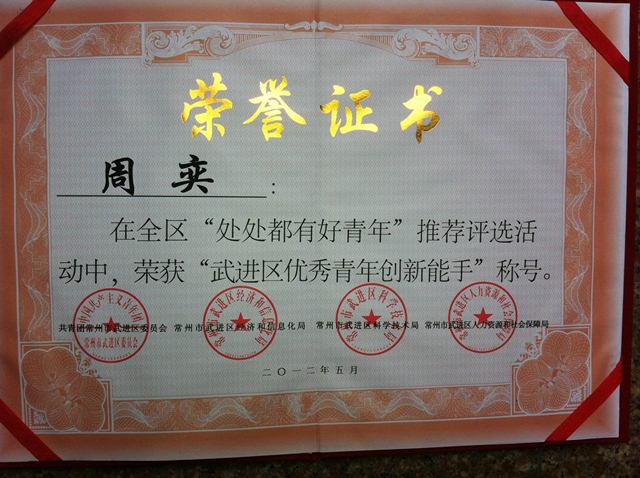 荣誉证书
周 奕：
在全区“处处都有好青年”推荐评选活
动中，荣获“武进区优秀青年创新能手”称号。
共青团常州市武进区委员会 常州市武进区经济和信息化局 常州市武进区科学技术局 常州市武进区人力资源和社会保障局
二〇一二年五月